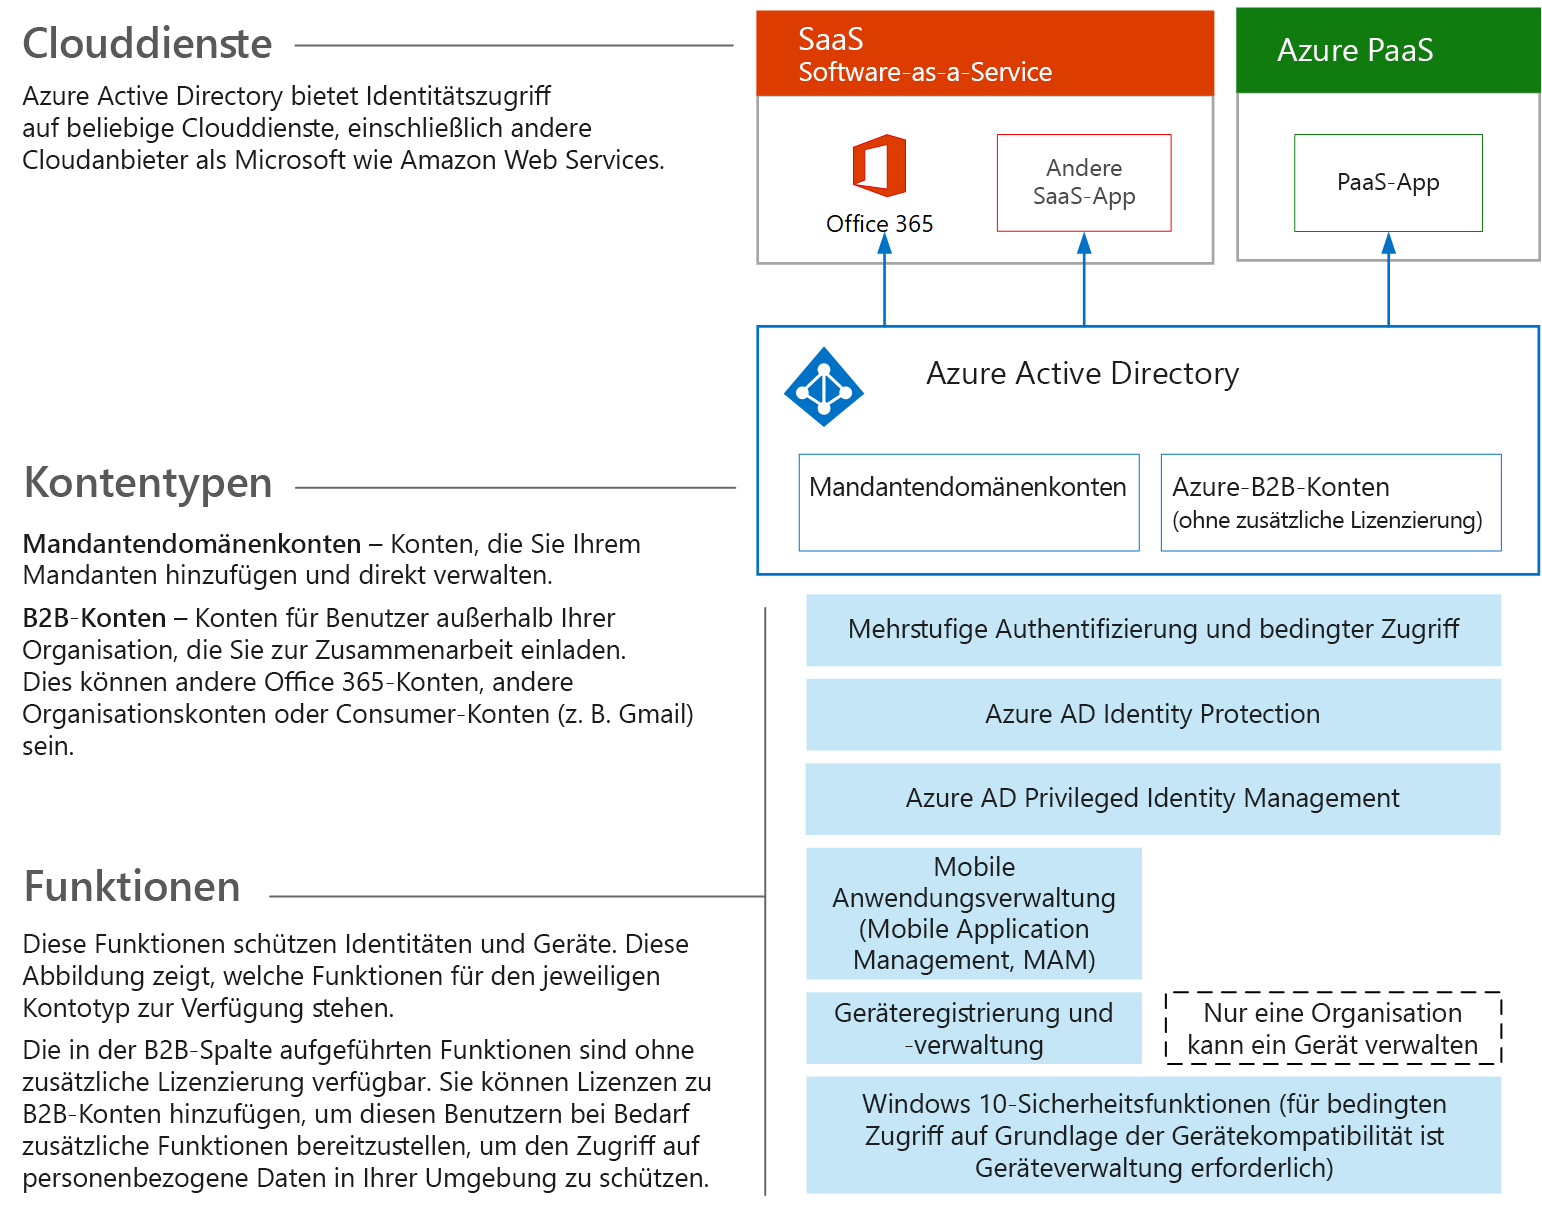 Clouddienste
Azure Active Directory bietet Identitätszugriff
auf beliebige Clouddienste, einschließlich andere
Cloudanbieter als Microsoft wie Amazon Web Services.
SaaS
Software-as-a-Service
Office 365
Andere
SaaS-App
Azure PaaS
PaaS-App
Azure Active Directory
Mandantendomänenkonten
Azure-B2B-Konten
(ohne zusätzliche Lizenzierung)
Kontentypen
Mandantendomänenkonten – Konten, die Sie Ihrem
Mandanten hinzufügen und direkt verwalten.
B2B-Konten – Konten für Benutzer außerhalb Ihrer
Organisation, die Sie zur Zusammenarbeit einladen.
Dies können andere Office 365-Konten, andere
Organisationskonten oder Consumer-Konten (z. B. Gmail)
sein.
Mehrstufige Authentifizierung und bedingter Zugriff
Azure AD Identity Protection
Azure AD Privileged Identity Management
Mobile
Anwendungsverwaltung
(Mobile Application
Management, MAM)
Geräteregistrierung und
-verwaltung
Nur eine Organisation
kann ein Gerät verwalten
Windows 10-Sicherheitsfunktionen (für bedingten
Zugriff auf Grundlage der Gerätekompatibilität ist
Geräteverwaltung erforderlich)
Funktionen
Diese Funktionen schützen Identitäten und Geräte. Diese
Abbildung zeigt, welche Funktionen für den jeweiligen
Kontotyp zur Verfügung stehen.
Die in der B2B-Spalte aufgeführten Funktionen sind ohne
zusätzliche Lizenzierung verfügbar. Sie können Lizenzen zu
B2B-Konten hinzufügen, um diesen Benutzern bei Bedarf
zusätzliche Funktionen bereitzustellen, um den Zugriff auf
personenbezogene Daten in Ihrer Umgebung zu schützen.